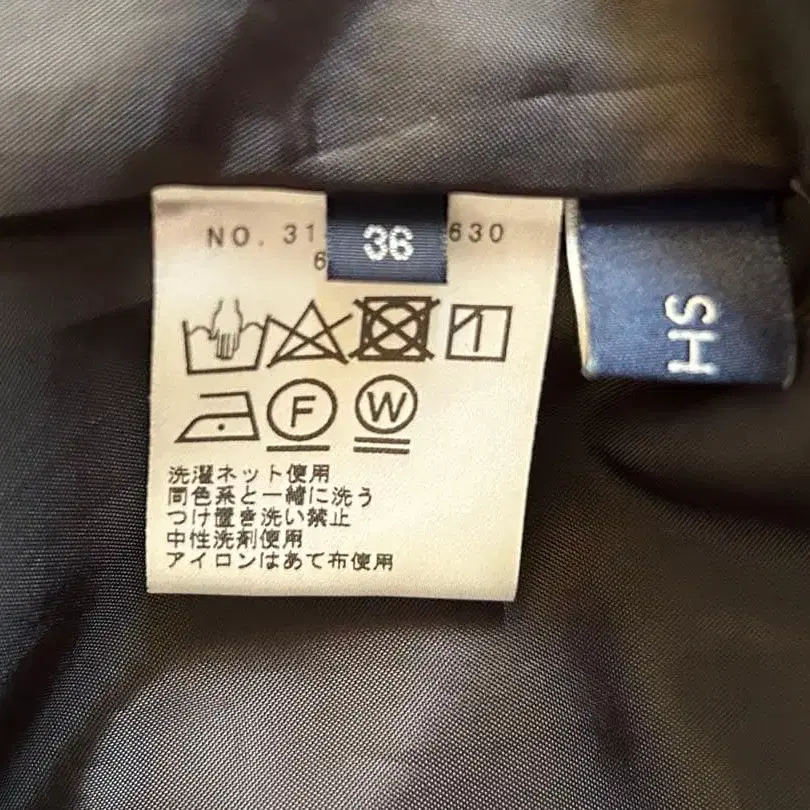 NO. 31
36
630
6
F
W
洗濯ネット使用
同色系と一緒に洗う
つけ置き洗い禁止
中性洗剤使用
アイロンはあて布使用
HS